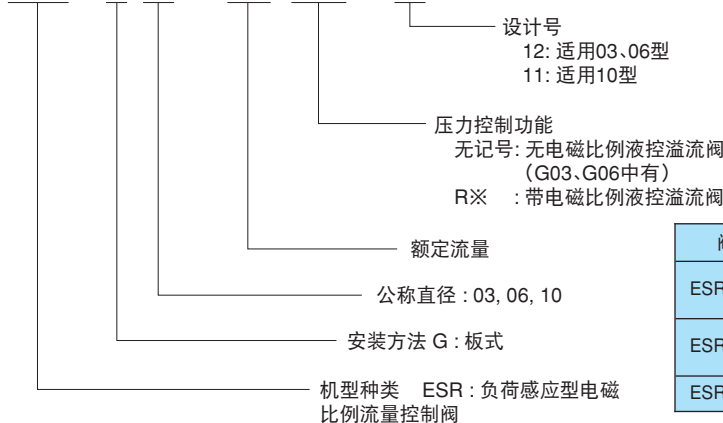 设计号
12: 适用03、06型
11: 适用10型
压力控制功能
无记号: 无电磁比例液控溢流阀
（G03、G06中有）
R※ : 带电磁比例液控溢流阀
额定流量
公称直径 : 03, 06, 10
安装方法 G : 板式
机型种类 ESR : 负荷感应型电磁
比例流量控制阀
ESR
ESR
ESR